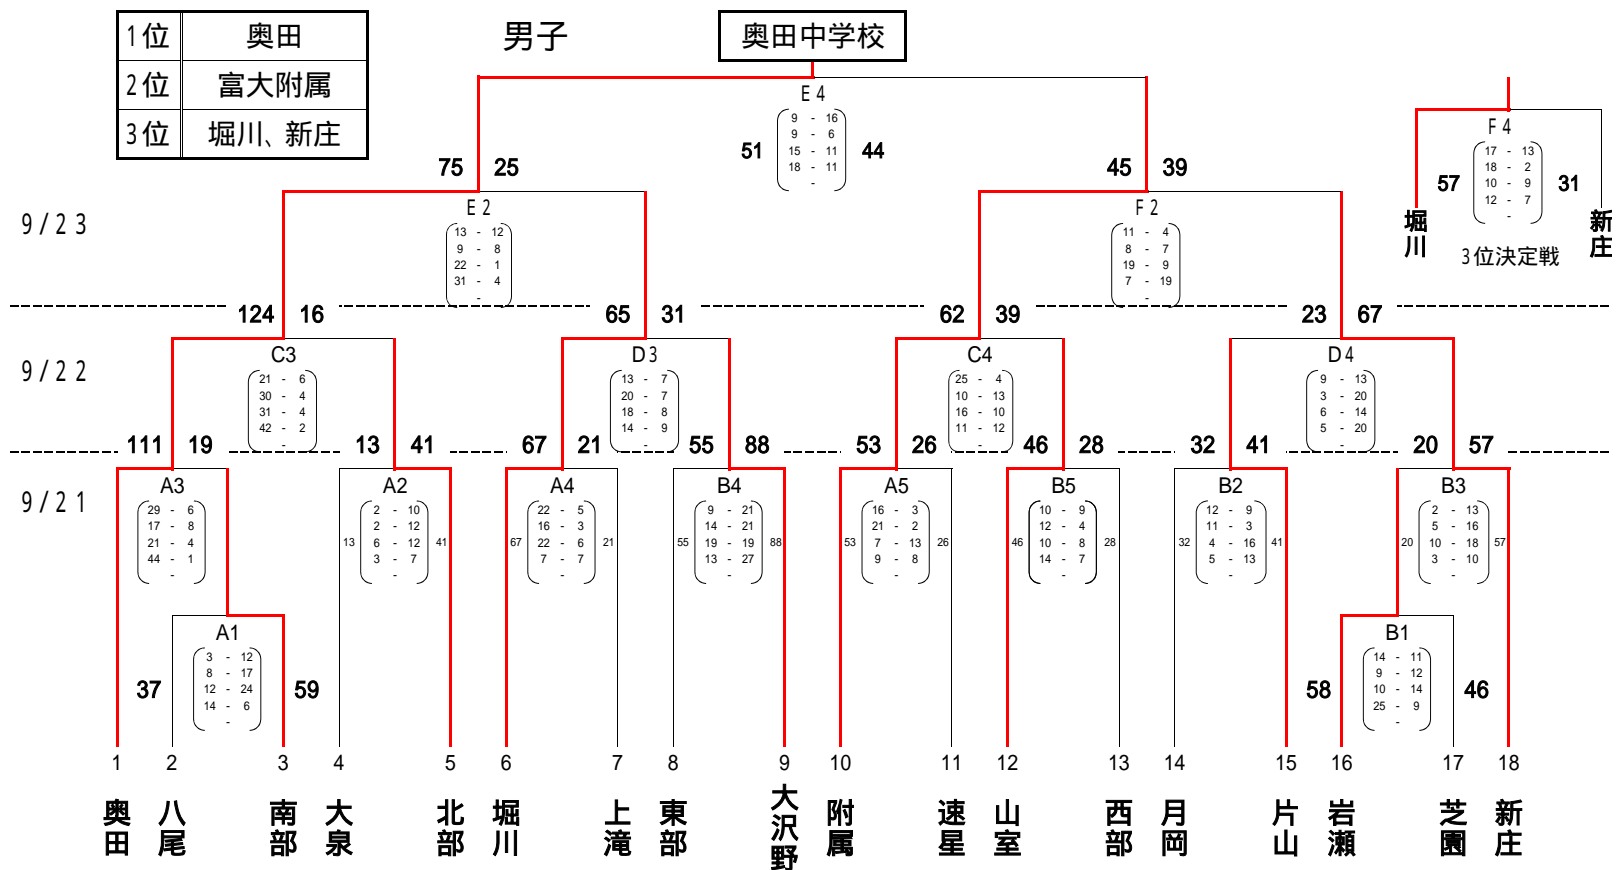 1位 奥田
2位 富大附属
3位 堀川、新庄
男子
奥田中学校
E4
51 44
9 - 16
9 - 6
15 - 11
18 - 11
-
F4
57 31
17 - 13
18 - 2
10 - 9
12 - 7
-
堀川
新庄
3位決定戦
9/23
75 25
E2
13 - 12
9 - 8
22 - 1
31 - 4
-
45 39
F2
11 - 4
8 - 7
19 - 9
7 - 19
-
9/22
124 16
C3
21 - 6
30 - 4
31 - 4
42 - 2
-
65 31
D3
13 - 7
20 - 7
18 - 8
14 - 9
-
62 39
C4
25 - 4
10 - 13
16 - 10
11 - 12
-
23 67
D4
9 - 13
3 - 20
6 - 14
5 - 20
-
9/21
111 19
A3
29 - 6
17 - 8
21 - 4
44 - 1
-
13 41
A2
2 - 10
2 - 12
13 6 - 12 41
3 - 7
-
67 21
A4
22 - 5
16 - 3
67 22 - 6 21
7 - 7
-
55 88
B4
9 - 21
14 - 21
55 19 - 19 88
13 - 27
-
53 26
A5
16 - 3
21 - 2
53 7 - 13 26
9 - 8
-
46 28
B5
10 - 9
12 - 4
46 10 - 8 28
14 - 7
-
32 41
B2
12 - 9
11 - 3
32 4 - 16 41
5 - 13
-
20 57
B3
2 - 13
5 - 16
20 10 - 18 57
3 - 10
-
A1
37 59
3 - 12
8 - 17
12 - 24
14 - 6
-
B1
58 46
14 - 11
9 - 12
10 - 14
25 - 9
-
1 2 3 4 5 6 7 8 9 10 11 12 13 14 15 16 17 18
奥田 八尾 南部 大泉 北部 堀川 上滝 東部 大沢野 附属 速星 山室 西部 月岡 片山 岩瀬 芝園 新庄